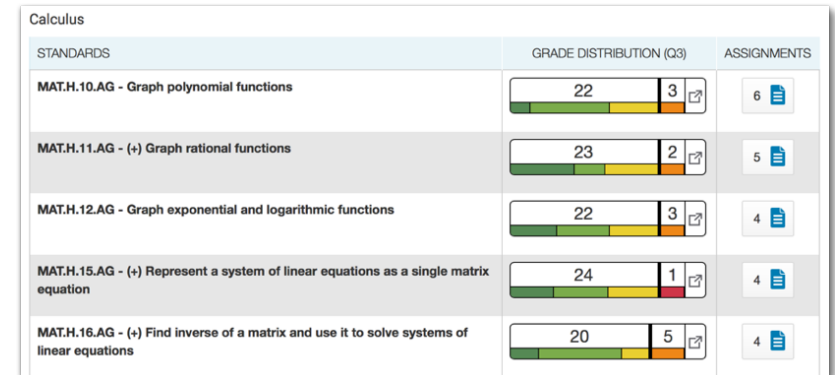 Calculus
STANDARDS GRADE DISTRIBUTION (Q3) ASSIGNMENTS
MAT.H.10.AG - Graph polynomial functions 22 3 6
MAT.H.11.AG - (+) Graph rational functions 23 2 5
MAT.H.12.AG - Graph exponential and logarithmic functions 22 3 4
MAT.H.15.AG - (+) Represent a system of linear equations as a single matrix
equation 24 1 4
MAT.H.16.AG - (+) Find inverse of a matrix and use it to solve systems of
linear equations 20 5 4